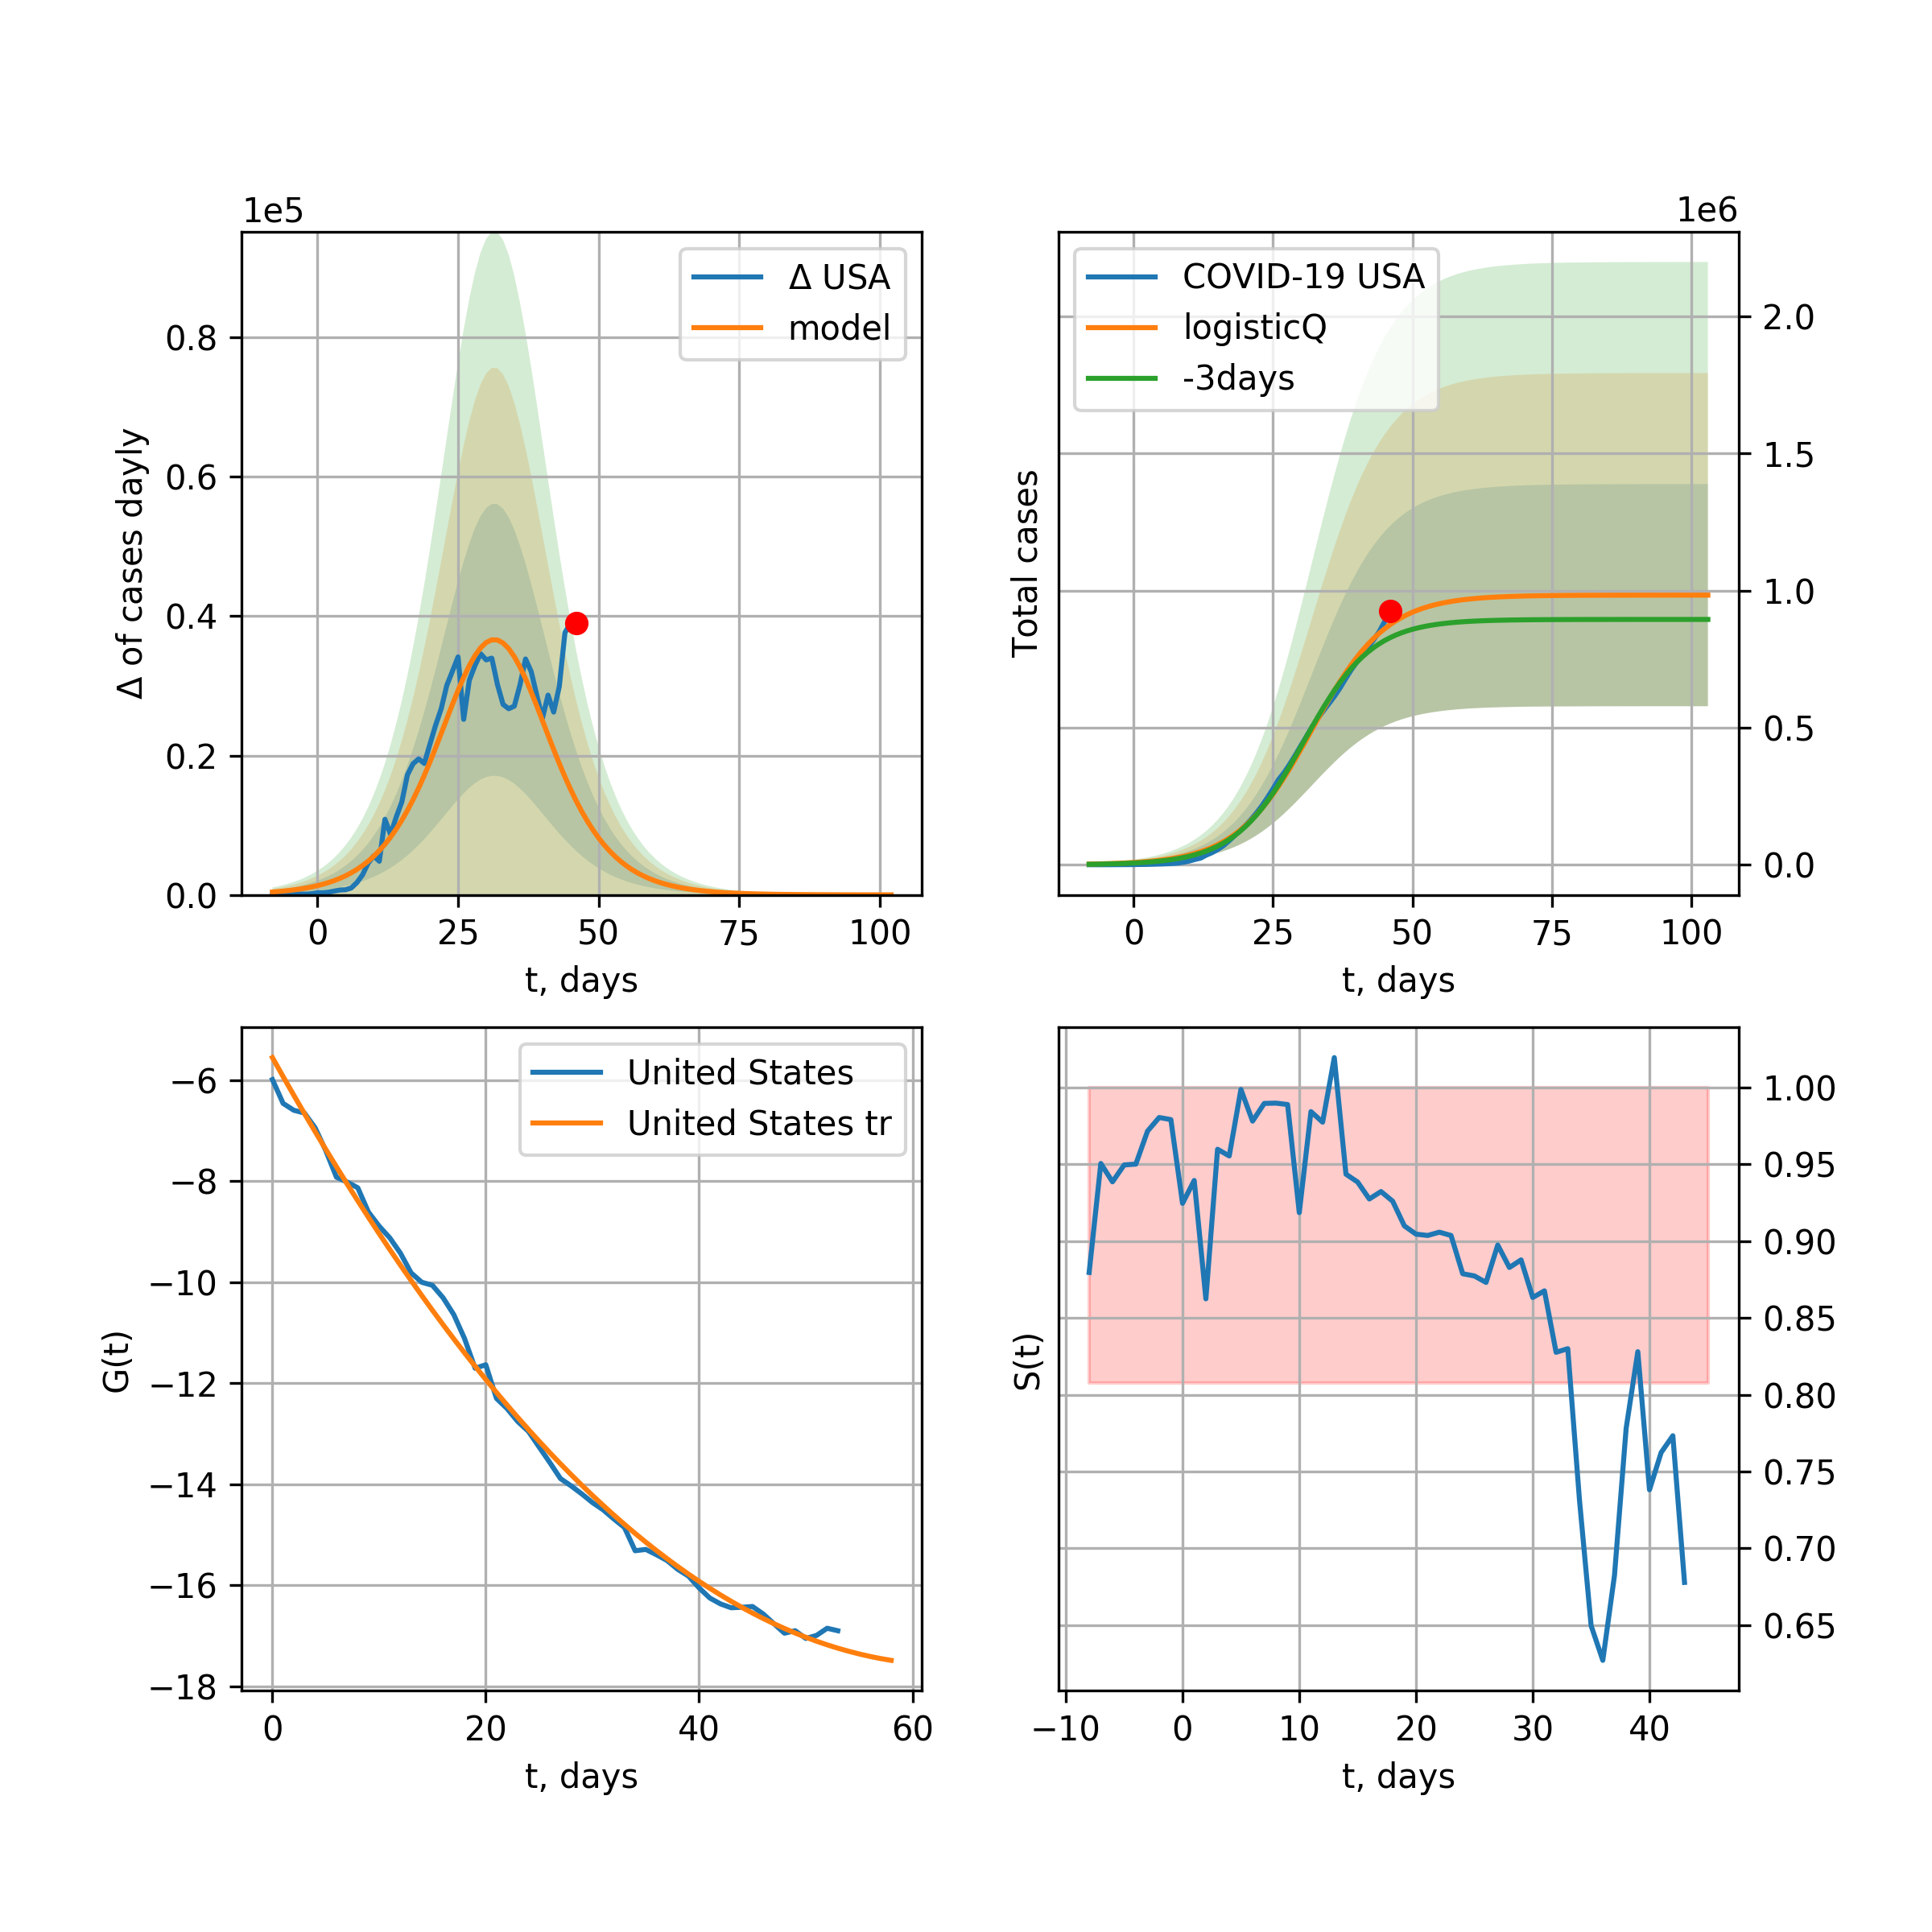 1e5
Δ USA
model
0.8
0.6
0.4
0.2
0.0
Δ of cases dayly
0
25
50
75
100
t, days
1e6
COVID-19 USA
logisticQ
-3days
2.0
1.5
1.0
0.5
0.0
Total cases
0
25
50
75
100
t, days
United States
United States tr
−6
−8
−10
−12
−14
−16
−18
G(t)
0
20
40
60
t, days
1.00
0.95
0.90
0.85
0.80
0.75
0.70
0.65
S(t)
−10
0
10
20
30
40
t, days